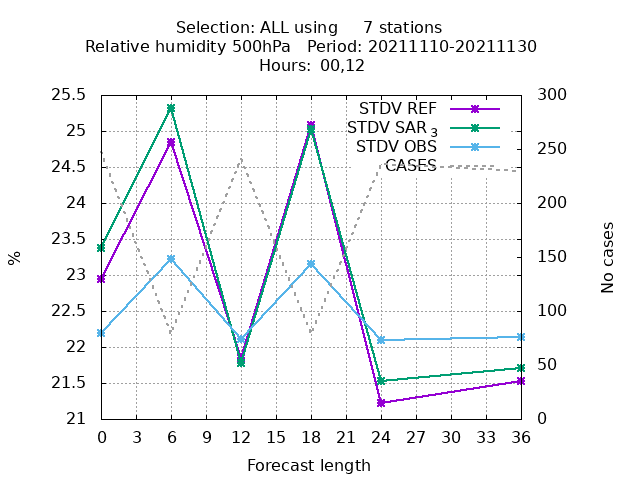 Selection: ALL using     7 stations
Relative humidity 500hPa   Period: 20211110-20211130
Hours: 00,12
25.5
25
24.5
24
23.5
23
22.5
22
21.5
21
%
STDV REF
STDV SAR 3
STDV OBS
CASES
300
250
200
150
100
50
0
No cases
0 3 6 9 12 15 18 21 24 27 30 33 36
Forecast length